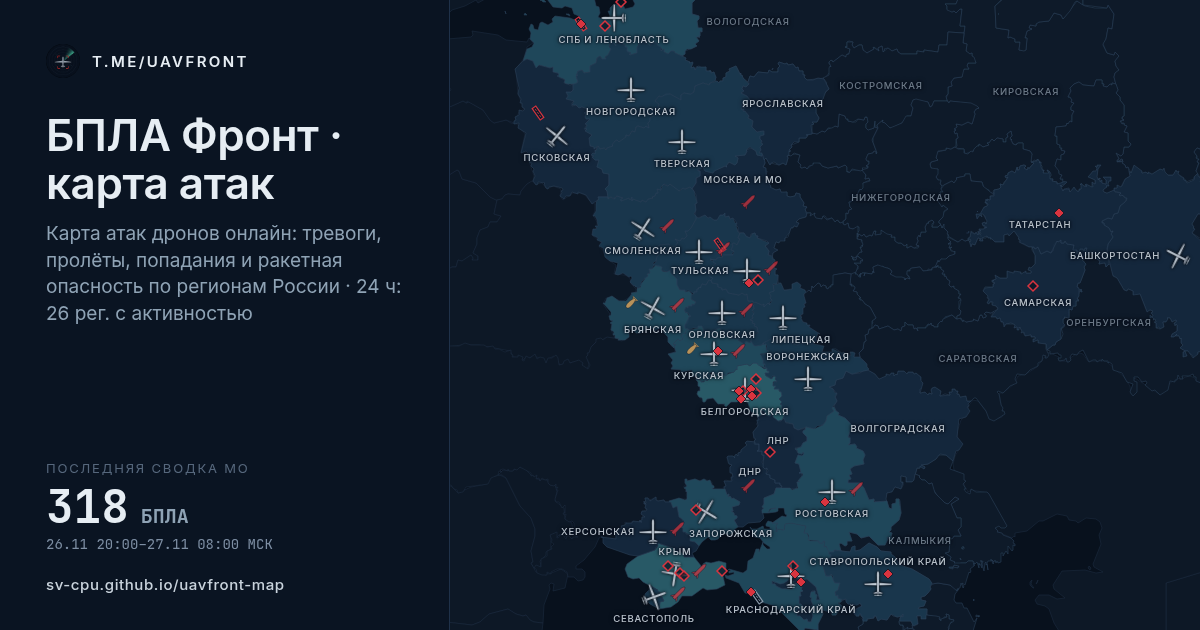 T.ME/UAVFRONT
БПЛА Фронт ·
карта атак
Карта атак дронов онлайн: тревоги,
пролёты, попадания и ракетная
опасность по регионам России · 24 ч:
26 рег. с активностью
ПОСЛЕДНЯЯ СВОДКА МО
318 БПЛА
26.11 20:00–27.11 08:00 МСК
sv-cpu.github.io/uavfront-map
ВОЛОГОДСКАЯ
СПБ И ЛЕНОБЛАСТЬ
КОСТРОМСКАЯ
КИРОВСКАЯ
ЯРОСЛАВСКАЯ
НОВГОРОДСКАЯ
ПСКОВСКАЯ
ТВЕРСКАЯ
МОСКВА И МО
НИЖЕГОРОДСКАЯ
ТАТАРСТАН
СМОЛЕНСКАЯ
БАШКОРТОСТАН
ТУЛЬСКАЯ
САМАРСКАЯ
ОРЕНБУРГСКАЯ
БРЯНСКАЯ
ОРЛОВСКАЯ
ЛИПЕЦКАЯ
ВОРОНЕЖСКАЯ
САРАТОВСКАЯ
КУРСКАЯ
БЕЛГОРОДСКАЯ
ВОЛГОГРАДСКАЯ
ЛНР
ДНР
РОСТОВСКАЯ
ХЕРСОНСКАЯ
ЗАПОРОЖСКАЯ
КАЛМЫКИЯ
КРЫМ
СТАВРОПОЛЬСКИЙ КРАЙ
КРАСНОДАРСКИЙ КРАЙ
СЕВАСТОПОЛЬ